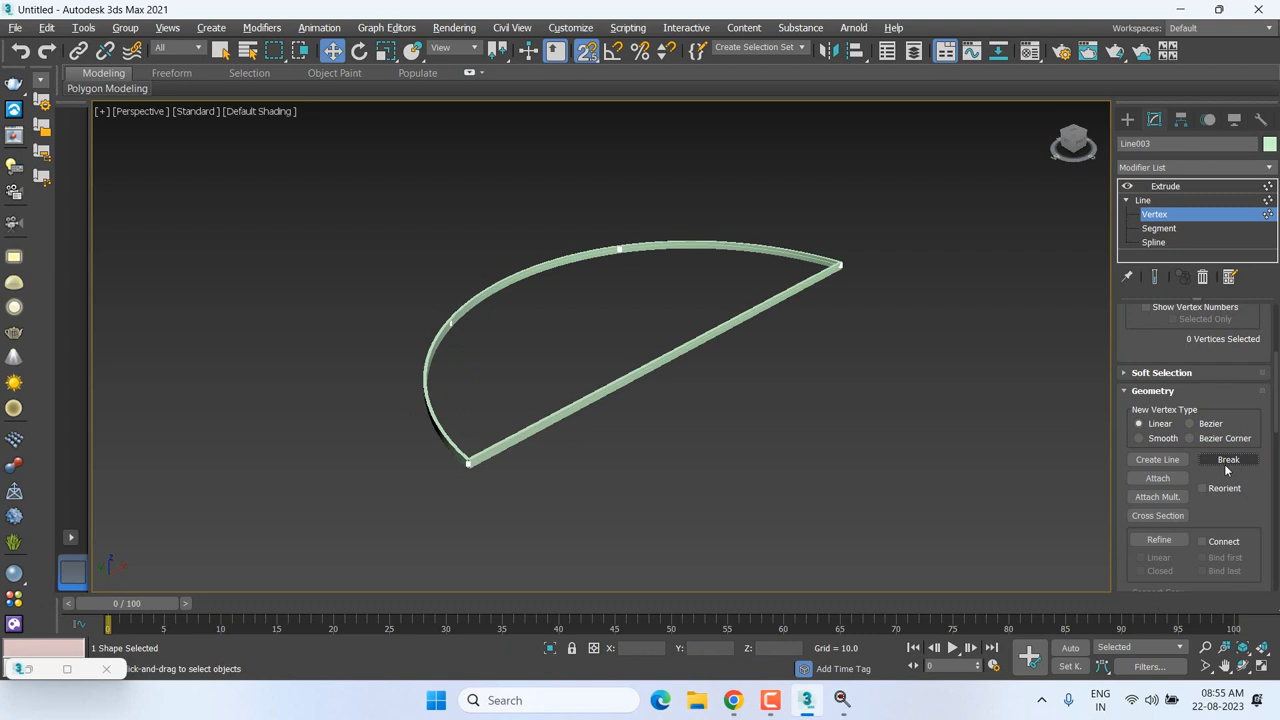 Untitled - Autodesk 3ds Max 2021
File Edit Tools Group Views Create Modifiers Animation Graph Editors Rendering Civil View Customize Scripting Interactive Content Substance Arnold Help
Workspaces: Default
All View Create Selection Set
Modeling Freeform Selection Object Paint Populate
Polygon Modeling
[+] [Perspective ] [Standard ] [Default Shading ]
Line003
Modifier List
Extrude
Line
Vertex
Segment
Spline
Show Vertex Numbers
Selected Only
0 Vertices Selected
Soft Selection
Geometry
New Vertex Type
Linear Bezier
Smooth Bezier Corner
Create Line Break
Attach
Reorient
Attach Mult.
Cross Section
Refine Connect
Linear Bind first
Closed Bind last
0 / 100
0 5 10 15 20 25 30 35 40 45 50 55 60 65 70 75 80 85 90 95 100
1 Shape Selected X: Y: Z: Grid = 10.0
Auto Selected
click-and-drag to select objects
Add Time Tag
0
Set K. Filters...
Search
ENG
IN
08:55 AM
22-08-2023